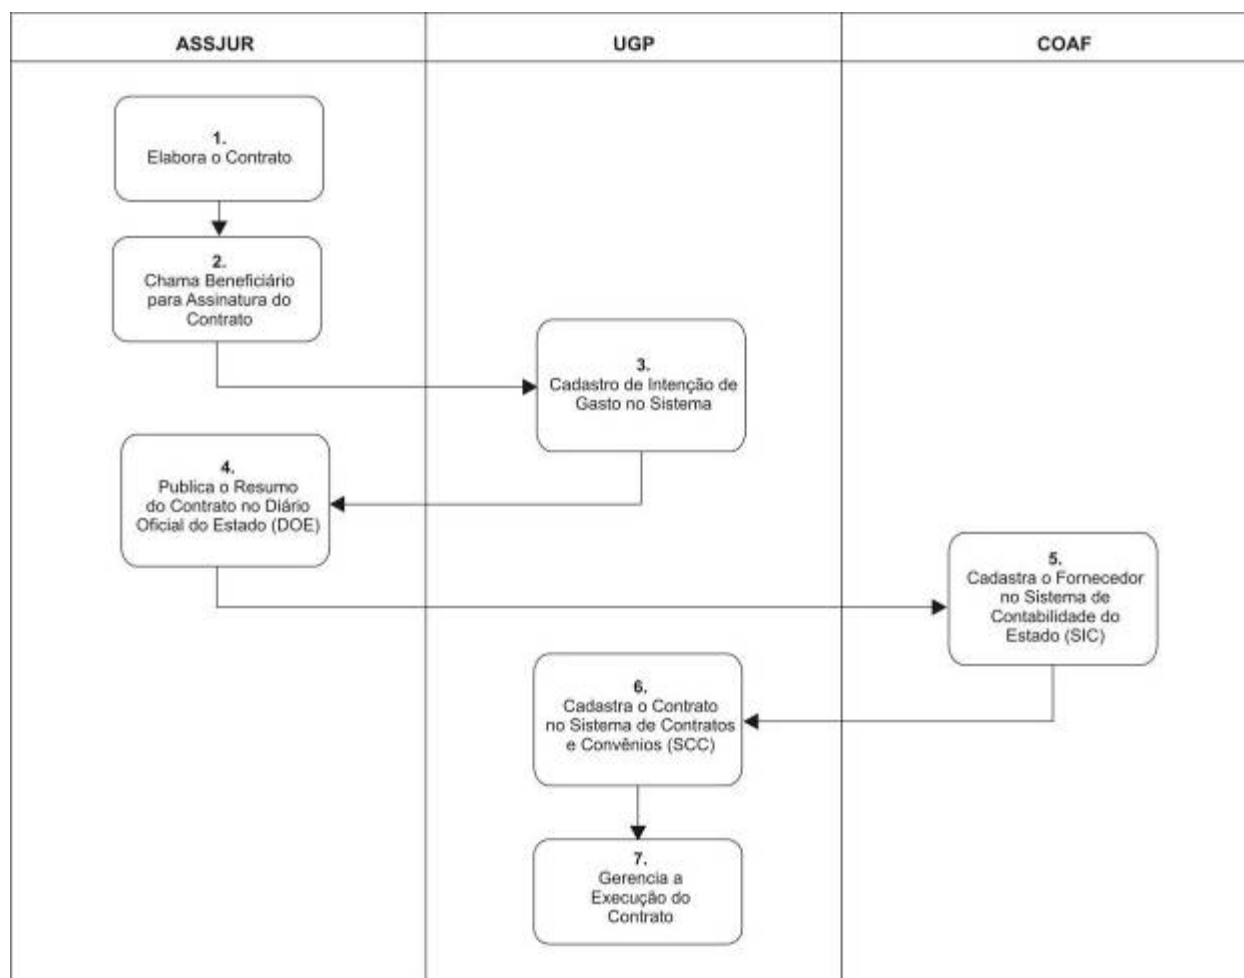 ASSJUR
UGP
COAF
1.
Elabora o Contrato
2.
Chama Beneficiário
para Assinatura do
Contrato
3.
Cadastro de Intenção de
Gasto no Sistema
4.
Publica o Resumo
do Contrato no Diário
Oficial do Estado (DOE)
5.
Cadastra o Fornecedor
no Sistema de
Contabilidade do
Estado (SIC)
6.
Cadastra o Contrato
no Sistema de Contratos
e Convênios (SCC)
7.
Gerencia a
Execução do
Contrato